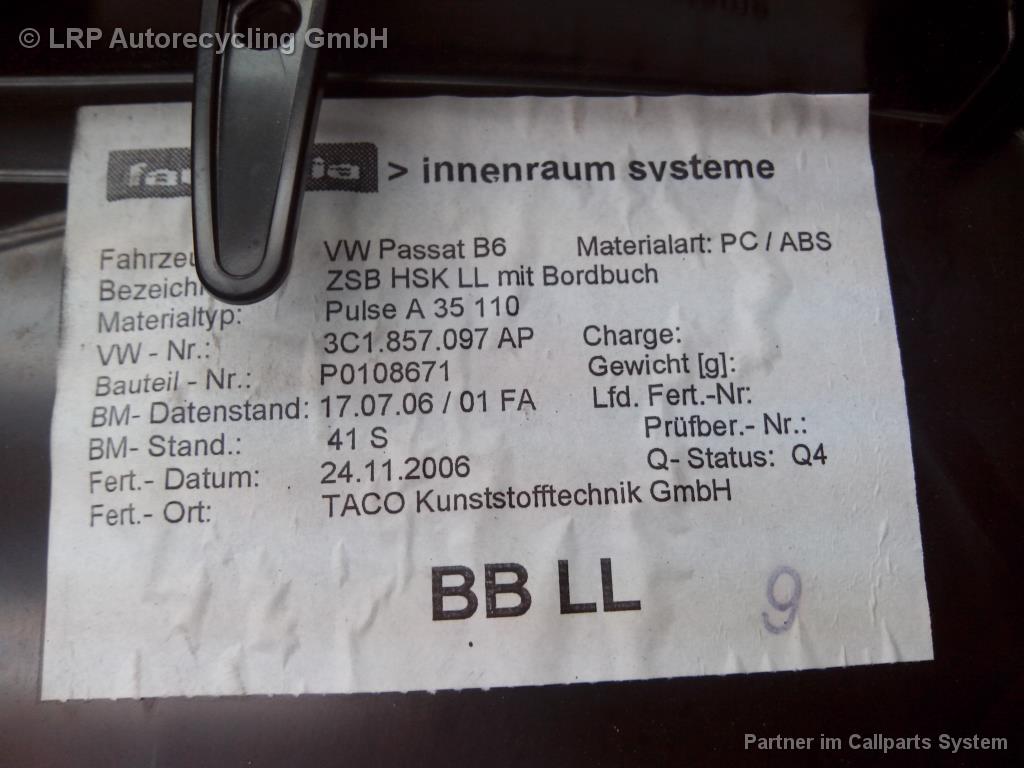 © LRP Autorecycling GmbH
> innenraum systeme
VW Passat B6 Materialart: PC / ABS
ZSB HSK LL mit Bordbuch
Materialtyp: Pulse A 35 110
VW - Nr.: 3C1.857.097 AP Charge:
Bauteil - Nr.: P0108671 Gewicht [g]:
BM- Datenstand: 17.07.06 / 01 FA Lfd. Fert.-Nr:
BM- Stand.: 41 S Prüfber.- Nr.:
Fert.- Datum: 24.11.2006 Q- Status: Q4
Fert.- Ort: TACO Kunststofftechnik GmbH
BB LL 9
Partner im Callparts System